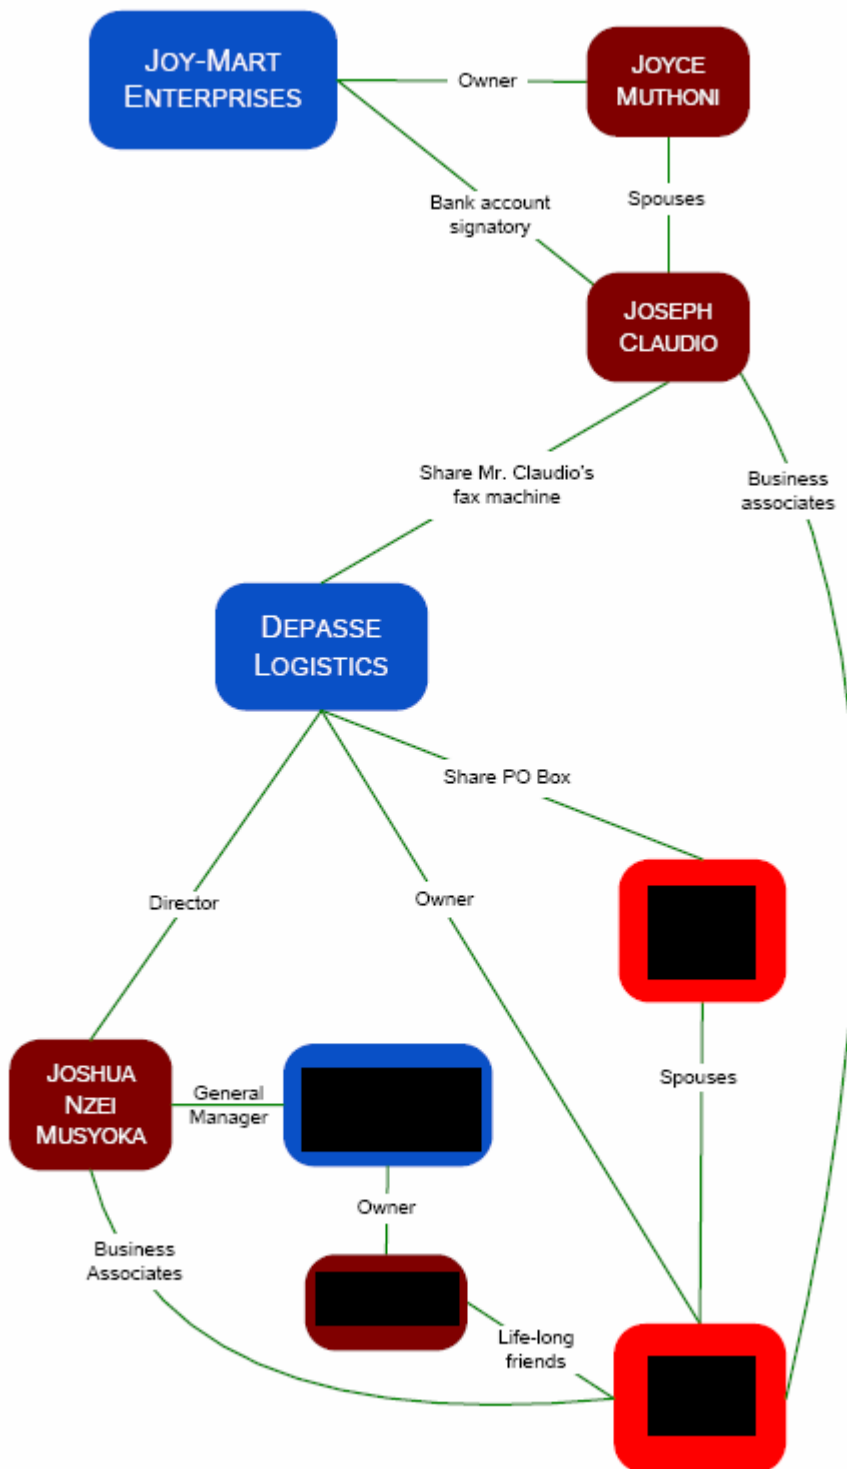 JOY-MART
ENTERPRISES
Owner
JOYCE
MUTHONI
Bank account
signatory
Spouses
JOSEPH
CLAUDIO
Share Mr. Claudio's
fax machine
Business
associates
DEPASSE
LOGISTICS
Share PO Box
Director
Owner
JOSHUA
NZEI
MUSYOKA
General
Manager
Spouses
Owner
Business
Associates
Life-long
friends